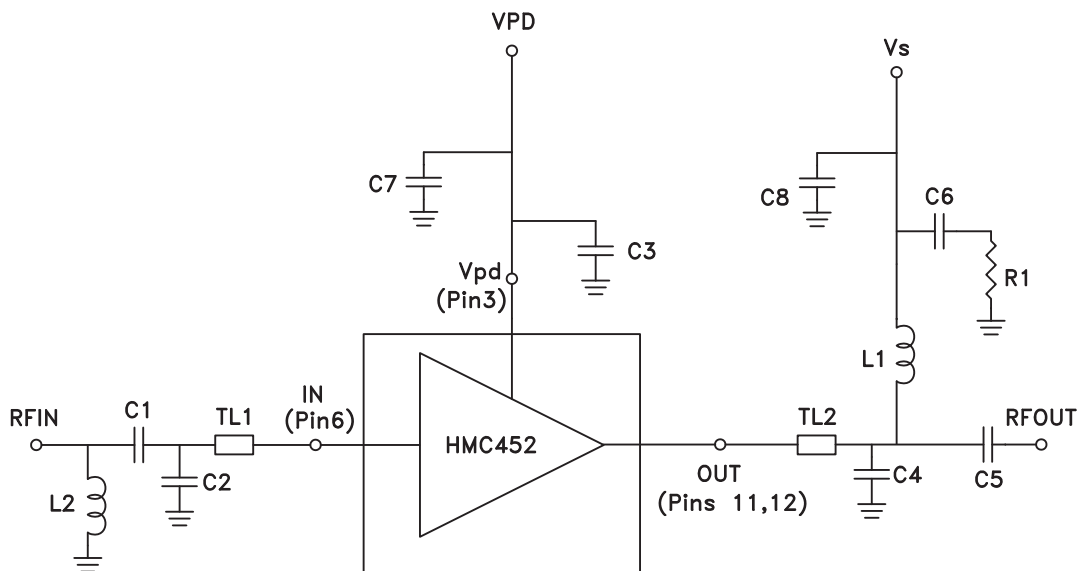 VPD
Vs
C7
C8
C6
C3
Vpd
(Pin3)
R1
L1
RFIN
C1
TL1
IN
(Pin6)
HMC452
TL2
RFOUT
L2
C2
OUT
(Pins 11,12)
C4
C5